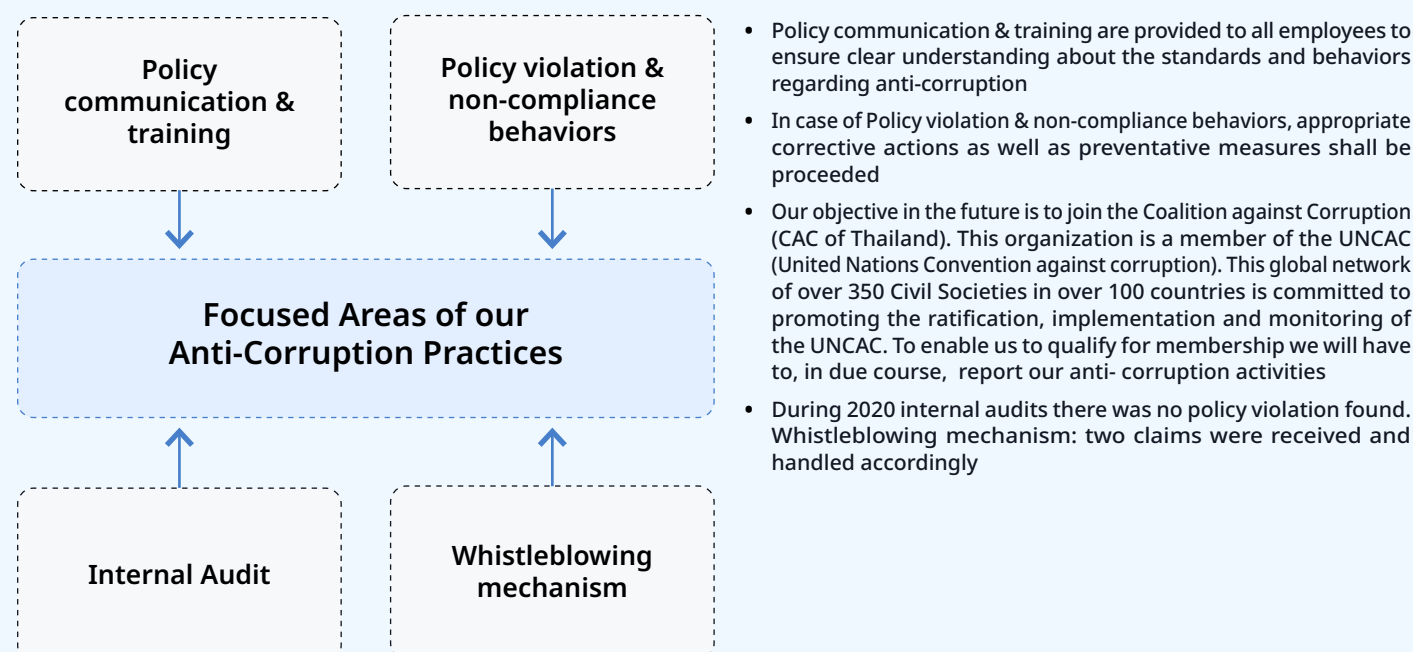 Policy
communication &
training
Policy violation &
non-compliance
behaviors
Focused Areas of our
Anti-Corruption Practices
Internal Audit
Whistleblowing
mechanism
• Policy communication & training are provided to all employees to
ensure clear understanding about the standards and behaviors
regarding anti-corruption
• In case of Policy violation & non-compliance behaviors, appropriate
corrective actions as well as preventative measures shall be
proceeded
• Our objective in the future is to join the Coalition against Corruption
(CAC of Thailand). This organization is a member of the UNCAC
(United Nations Convention against corruption). This global network
of over 350 Civil Societies in over 100 countries is committed to
promoting the ratification, implementation and monitoring of
the UNCAC. To enable us to qualify for membership we will have
to, in due course,  report our anti- corruption activities
• During 2020 internal audits there was no policy violation found.
Whistleblowing mechanism: two claims were received and
handled accordingly